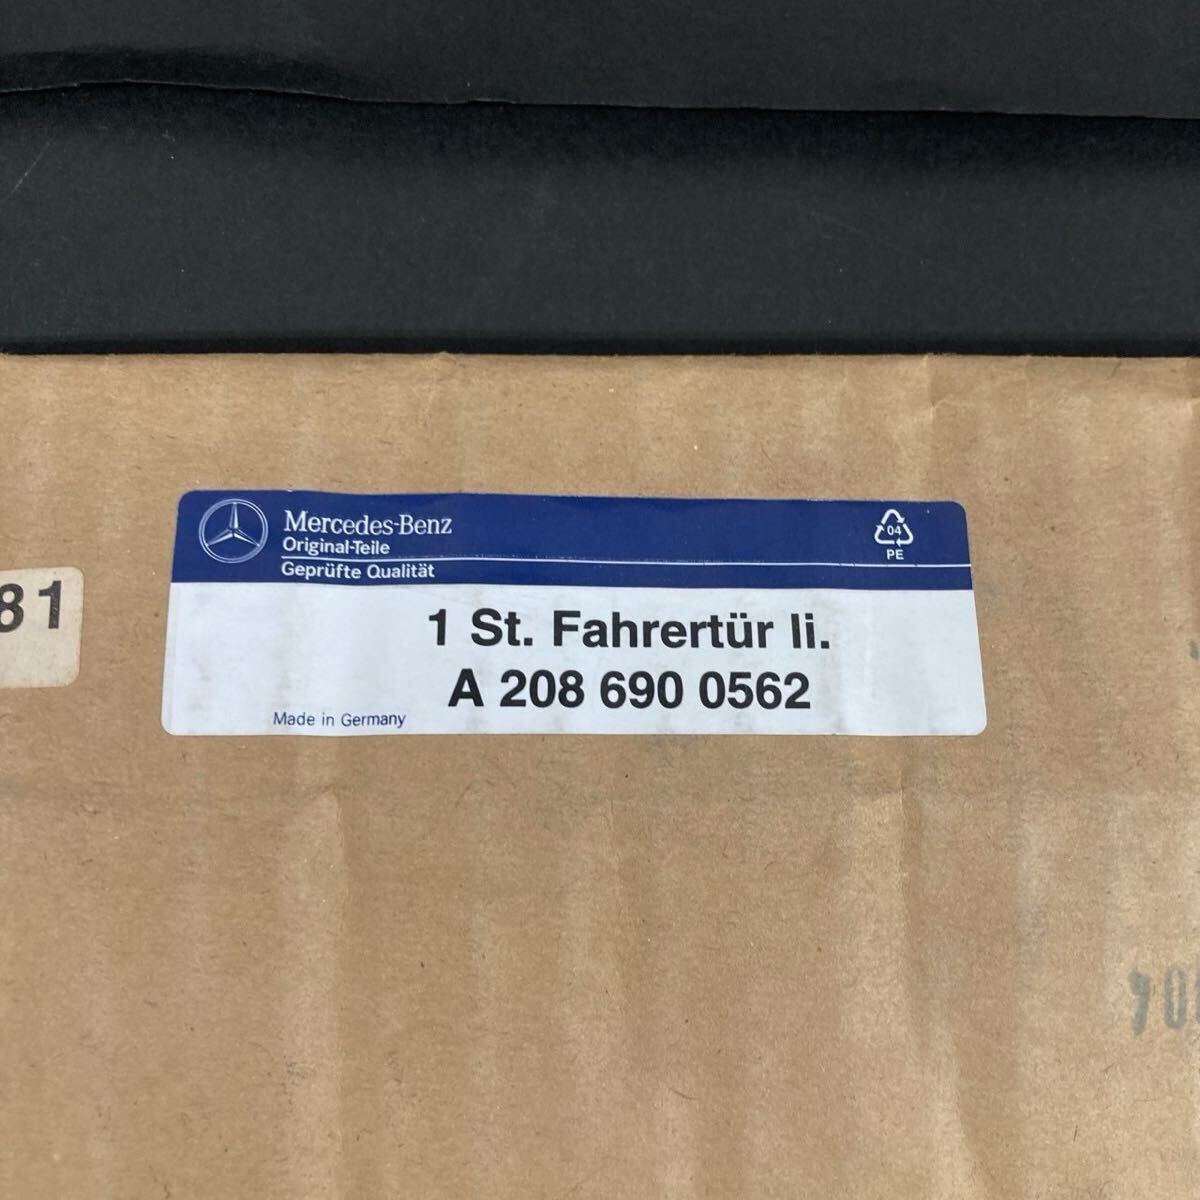 Mercedes-Benz
Original-Teile
Geprüfte Qualität
04
PE
81
1 St. Fahrertür li.
A 208 690 0562
Made in Germany